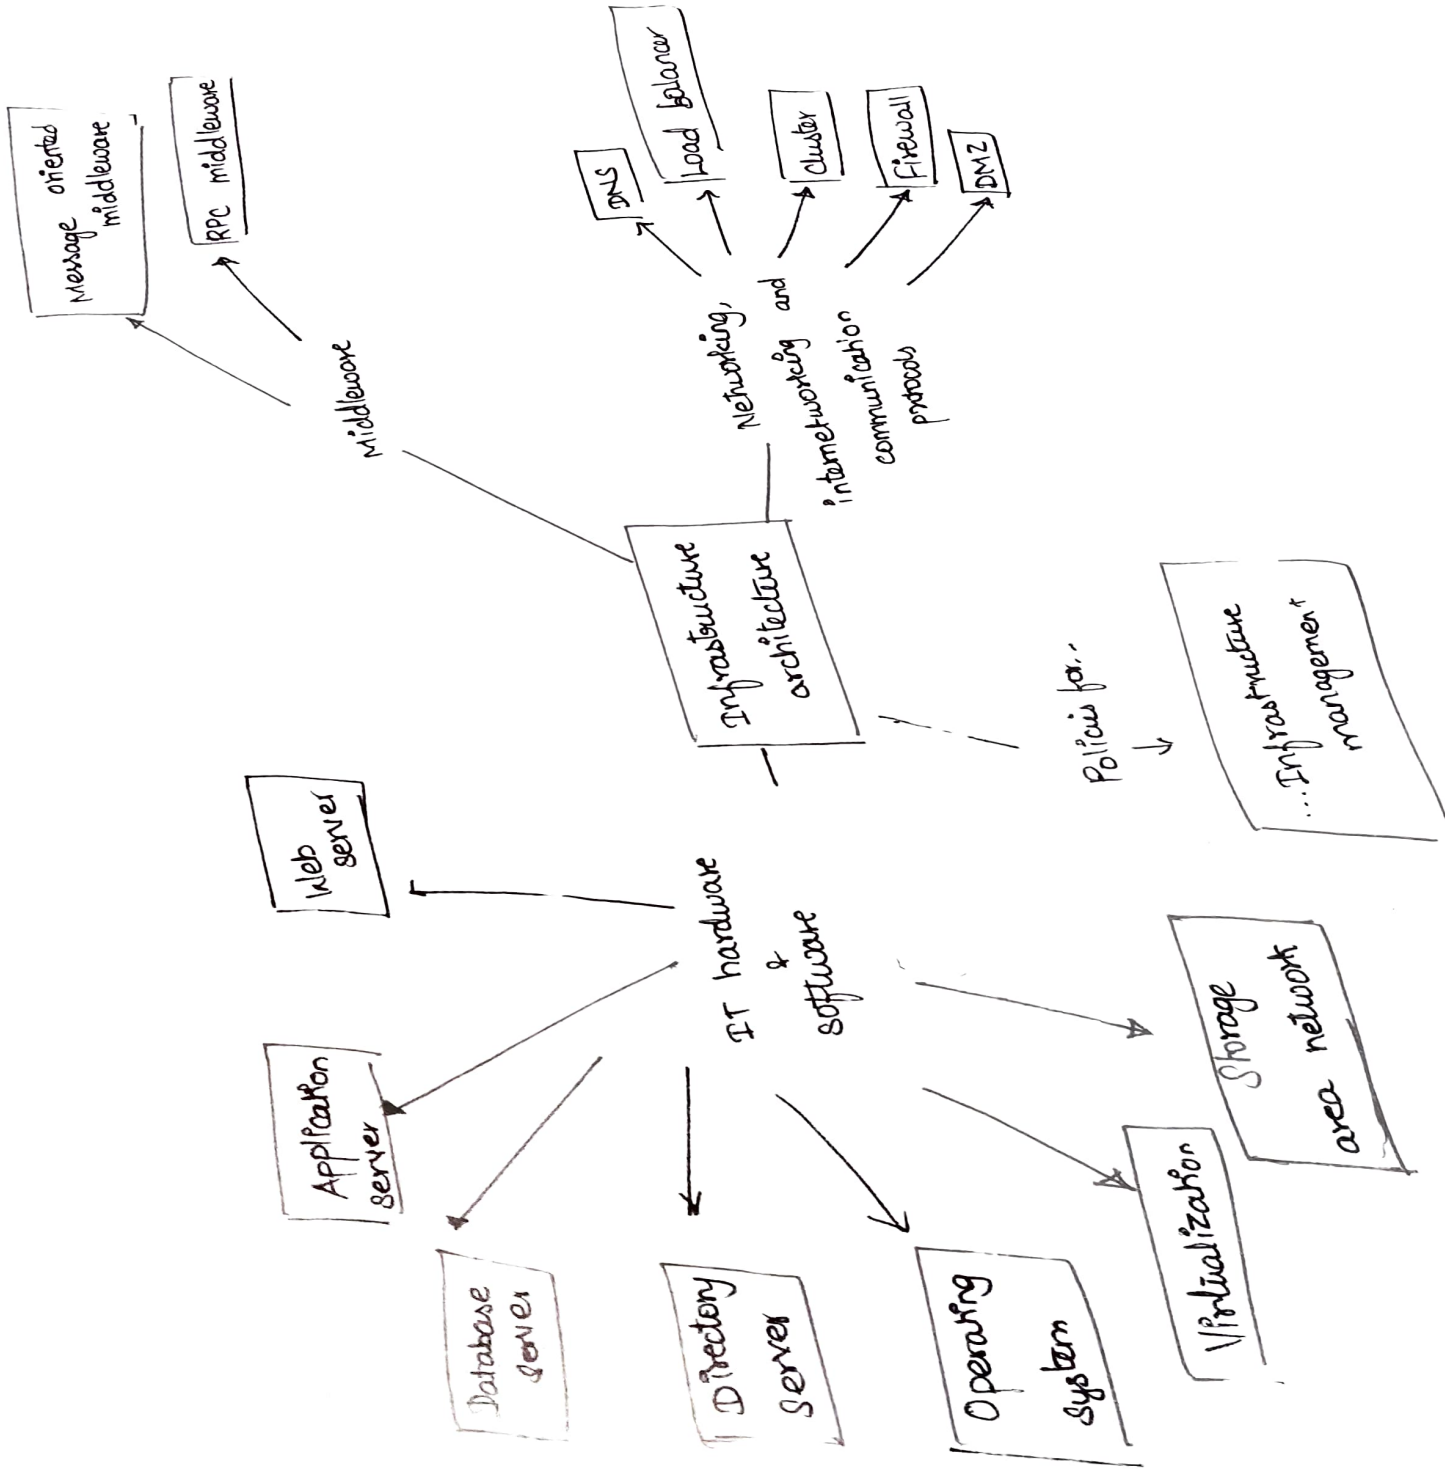 Message oriented
middleware
RPC middleware
Middleware
DNS
Load balancer
Cluster
Firewall
DMZ
Networking,
internetworking and
communication
protocols
Infrastructure
architecture
Policies for..
....Infrastructure
management
IT hardware
&
software
Web
server
Application
server
Database
server
Directory
server
Operating
system
Virtualization
Storage
area network